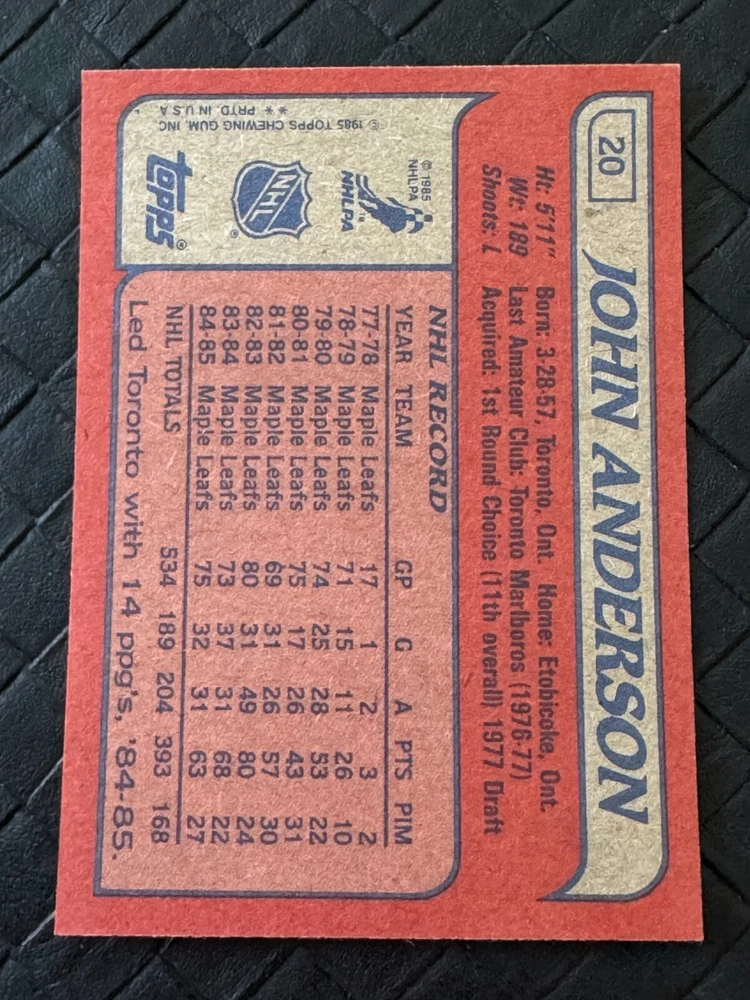 20
JOHN ANDERSON
Ht: 5'11" Born: 3-28-57, Toronto, Ont. Home: Etobicoke, Ont.
Wt: 189 Last Amateur Club: Toronto Marlboros (1976-77)
Shoots: L Acquired: 1st Round Choice (11th overall) 1977 Draft
© 1985
NHLPA
NHLPA
TM
NHL
®
TOPPS®
© 1985 TOPPS CHEWING GUM, INC
** PRTD. IN U.S.A
NHL RECORD
YEAR TEAM GP G A PTS PIM
77-78 Maple Leafs 17 1 2 3 2
78-79 Maple Leafs 71 15 11 26 10
79-80 Maple Leafs 74 25 28 53 22
80-81 Maple Leafs 75 17 26 43 31
81-82 Maple Leafs 69 31 26 57 30
82-83 Maple Leafs 80 31 49 80 24
83-84 Maple Leafs 73 37 31 68 22
84-85 Maple Leafs 75 32 31 63 27
NHL TOTALS 534 189 204 393 168
Led Toronto with 14 ppg's, '84-85.